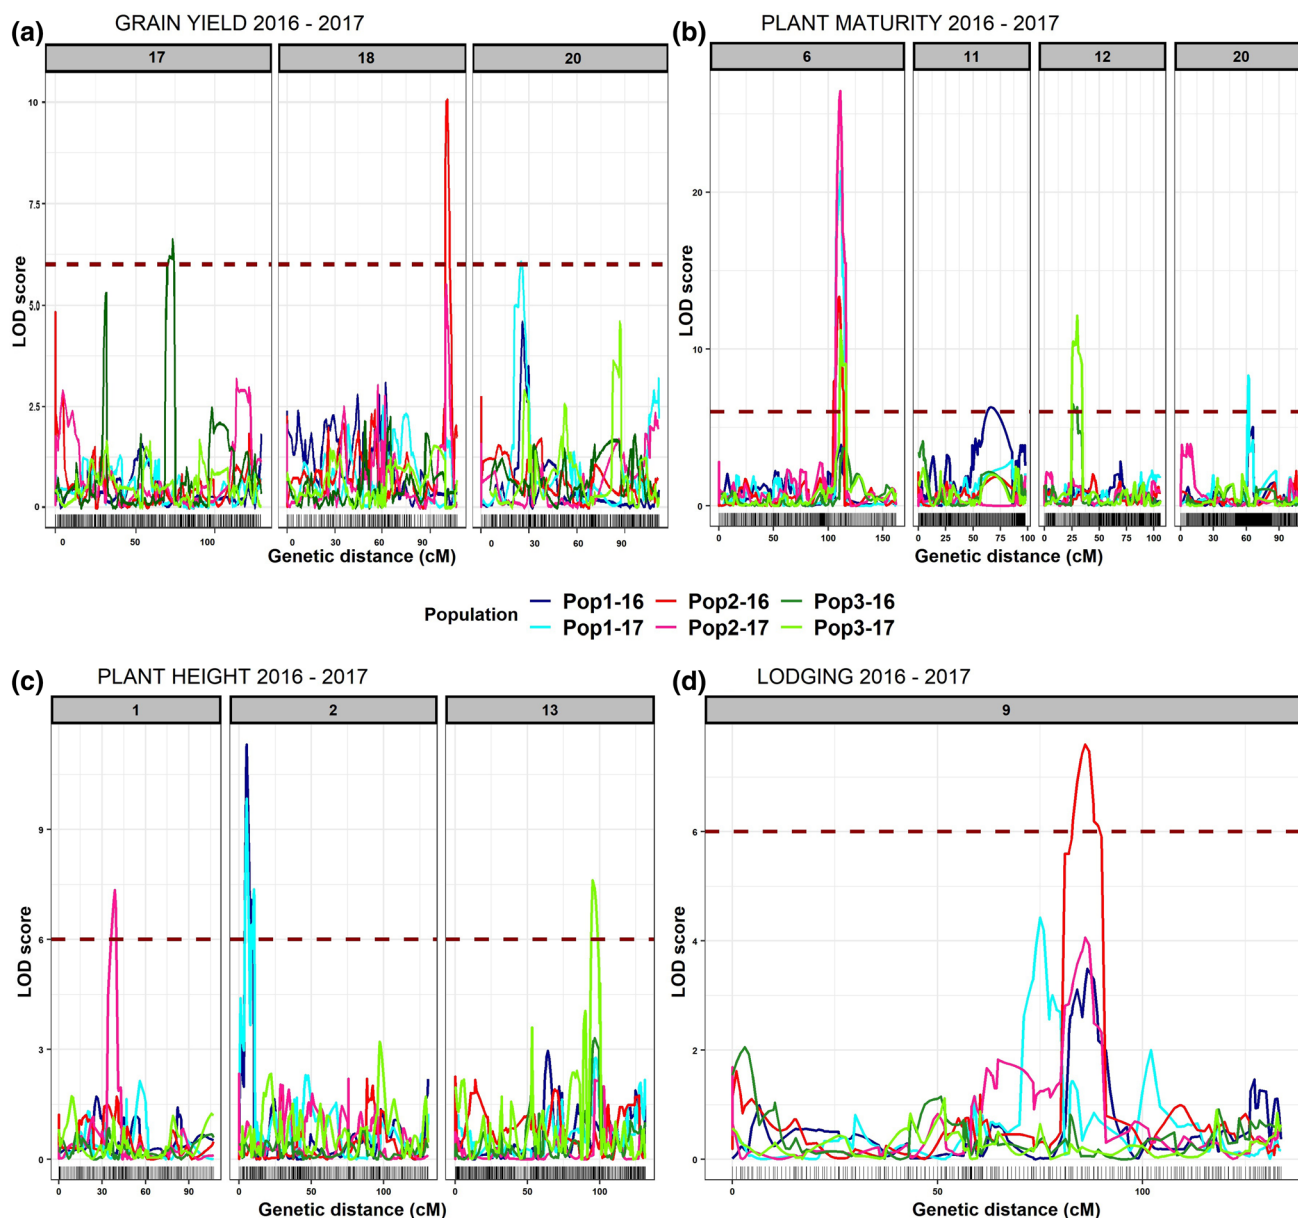 (a) GRAIN YIELD 2016 - 2017
17 18 20
10
7.5
5.0
2.5
0
LOD score
0 50 100 0 50 100 0 30 60 90
Genetic distance (cM)
(b) PLANT MATURITY 2016 - 2017
6 11 12 20
20
10
0
LOD score
0 50 100 150 0 25 50 75 100 0 25 50 75 100 0 30 60 90
Genetic distance (cM)
Population
Pop1-16 Pop2-16 Pop3-16
Pop1-17 Pop2-17 Pop3-17
(c) PLANT HEIGHT 2016 - 2017
1 2 13
9
6
3
0
LOD score
0 30 60 90 0 50 100 0 50 100
Genetic distance (cM)
(d) LODGING 2016 - 2017
9
6
4
2
0
LOD score
0 50 100
Genetic distance (cM)